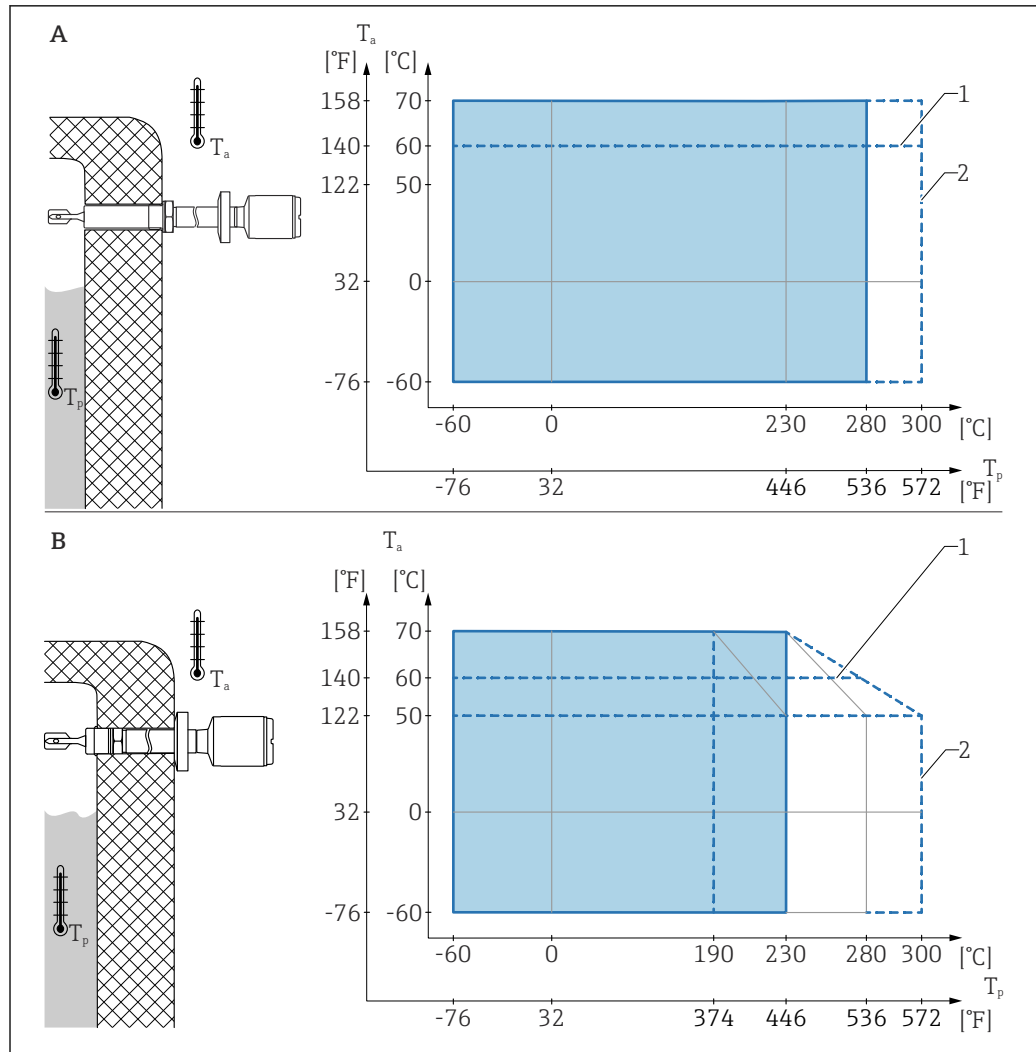 A
Tₐ
[°F] [°C]
158 70
1
Tₐ
140 60
2
122 50
32 0
Tₚ
-76 -60
-60 0 230 280 300 [°C]
Tₚ
-76 32 446 536 572 [°F]
B
Tₐ
1
[°F] [°C]
158 70
Tₐ
140 60
122 50
2
32 0
-76 -60
Tₚ
-60 0 190 230 280 300 [°C]
Tₚ
-76 32 374 446 536 572 [°F]